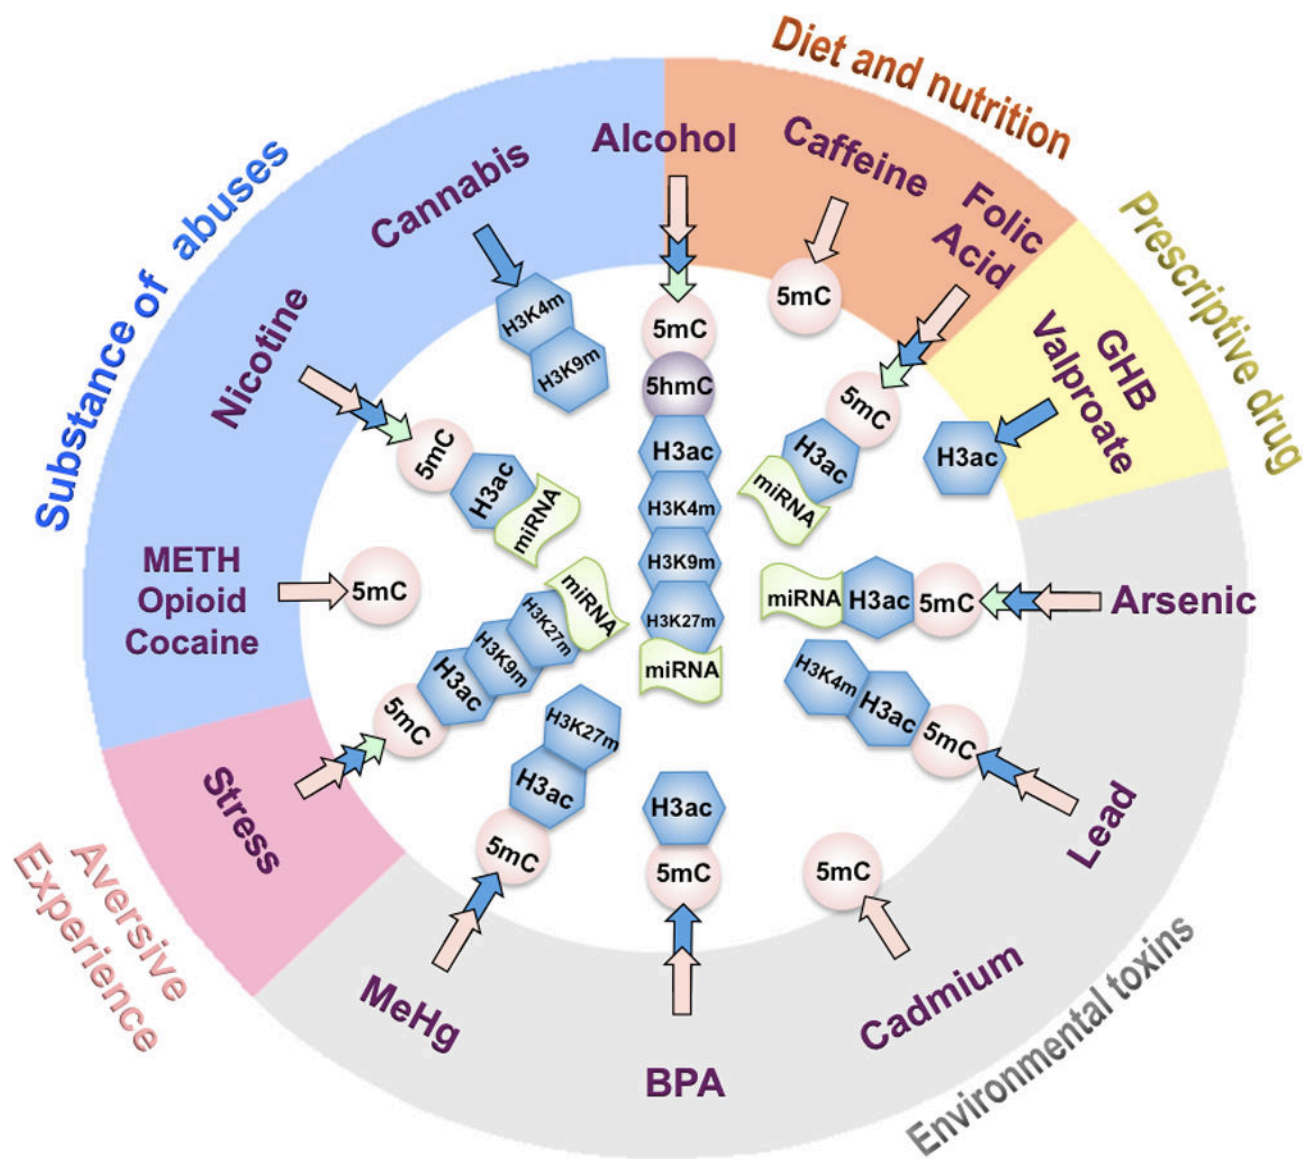 Diet and nutrition
Prescriptive drug
Environmental toxins
Aversive
Experience
Substance of abuses
Alcohol
5mC
5hmC
H3ac
H3K4m
H3K9m
H3K27m
miRNA
Caffeine
5mC
Folic
Acid
5mC
H3ac
miRNA
GHB
Valproate
H3ac
Arsenic
miRNA H3ac 5mC
Lead
H3K4m H3ac 5mC
Cadmium
5mC
BPA
H3ac
5mC
MeHg
H3K27m
H3ac
5mC
Stress
5mC H3ac H3K9m H3K27m miRNA
METH
Opioid
Cocaine
5mC
Nicotine
5mC H3ac miRNA
Cannabis
H3K4m
H3K9m